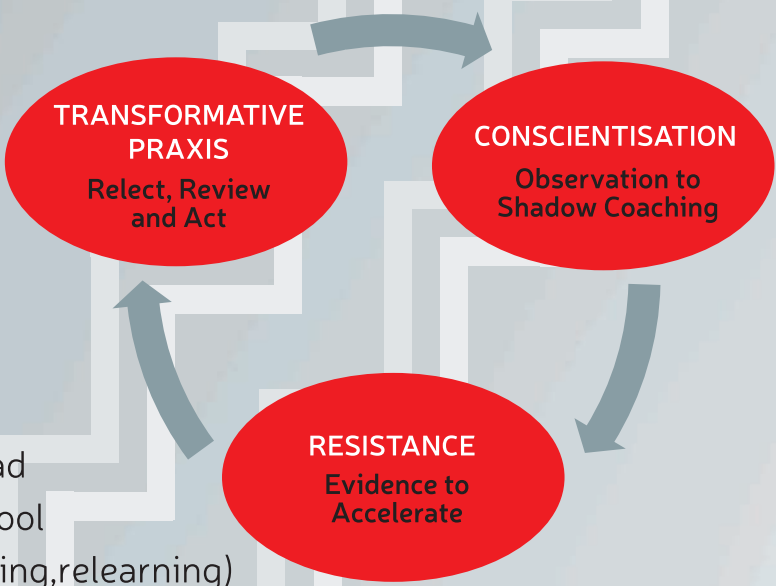 TRANSFORMATIVE
PRAXIS
Relect, Review
and Act
CONSCIENTISATION
Observation to
Shadow Coaching
RESISTANCE
Evidence to
Accelerate
ad
ool
ing,relearning)